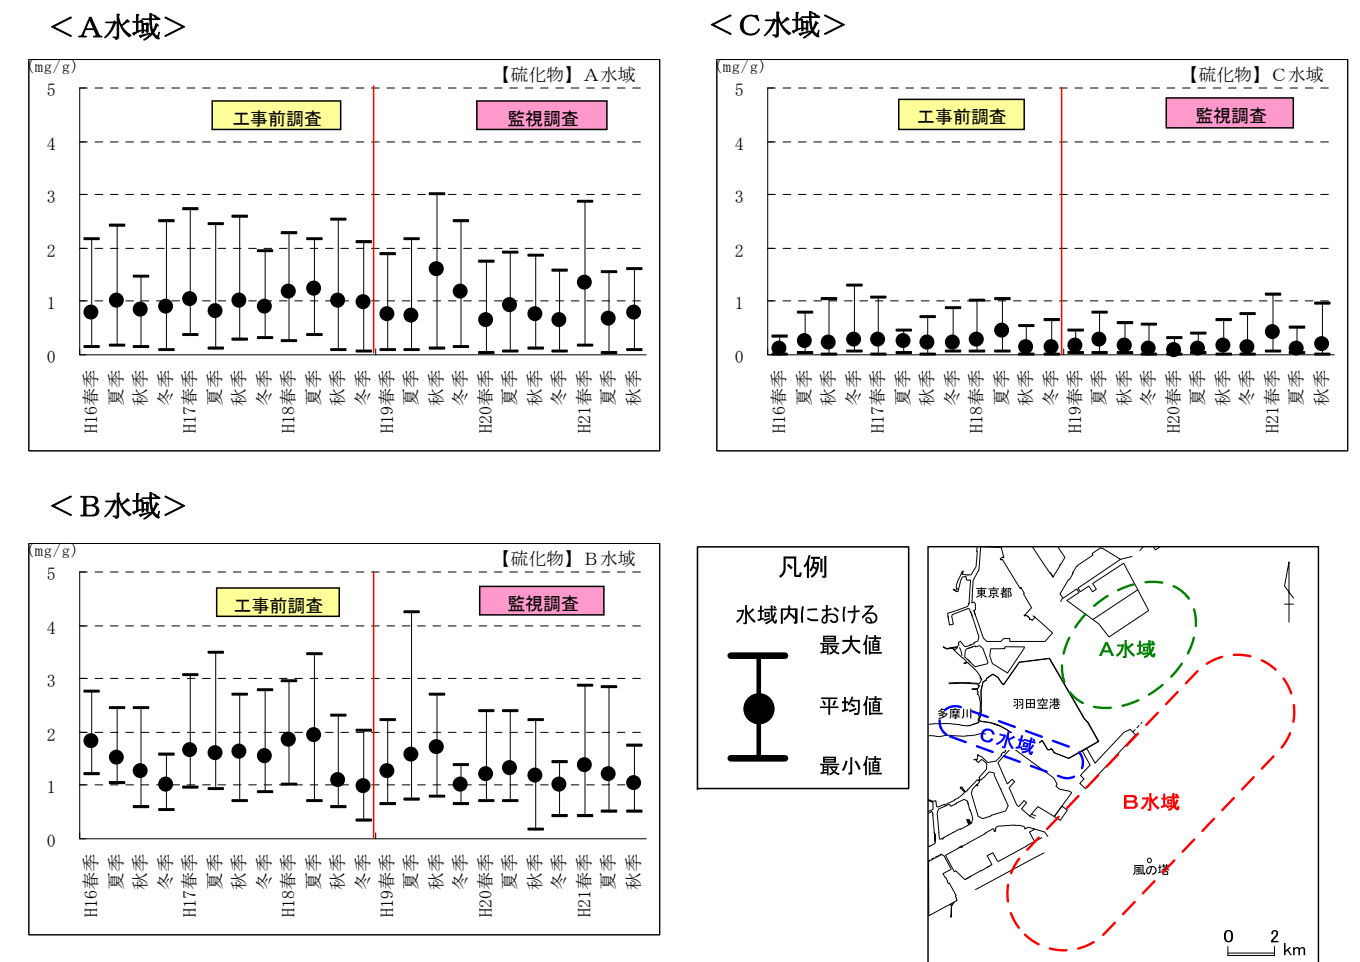 ＜Ａ水域＞
(mg/g)
【硫化物】Ａ水域
工事前調査
監視調査
5
4
3
2
1
0
H16春季
夏季
秋季
冬季
H17春季
夏季
秋季
冬季
H18春季
夏季
秋季
冬季
H19春季
夏季
秋季
冬季
H20春季
夏季
秋季
冬季
H21春季
夏季
秋季
＜Ｃ水域＞
(mg/g)
【硫化物】Ｃ水域
工事前調査
監視調査
5
4
3
2
1
0
H16春季
夏季
秋季
冬季
H17春季
夏季
秋季
冬季
H18春季
夏季
秋季
冬季
H19春季
夏季
秋季
冬季
H20春季
夏季
秋季
冬季
H21春季
夏季
秋季
＜Ｂ水域＞
(mg/g)
【硫化物】Ｂ水域
工事前調査
監視調査
5
4
3
2
1
0
H16春季
夏季
秋季
冬季
H17春季
夏季
秋季
冬季
H18春季
夏季
秋季
冬季
H19春季
夏季
秋季
冬季
H20春季
夏季
秋季
冬季
H21春季
夏季
秋季
凡例
水域内における
最大値
平均値
最小値
東京都
Ａ水域
羽田空港
多摩川
Ｃ水域
Ｂ水域
風の塔
0 2
km